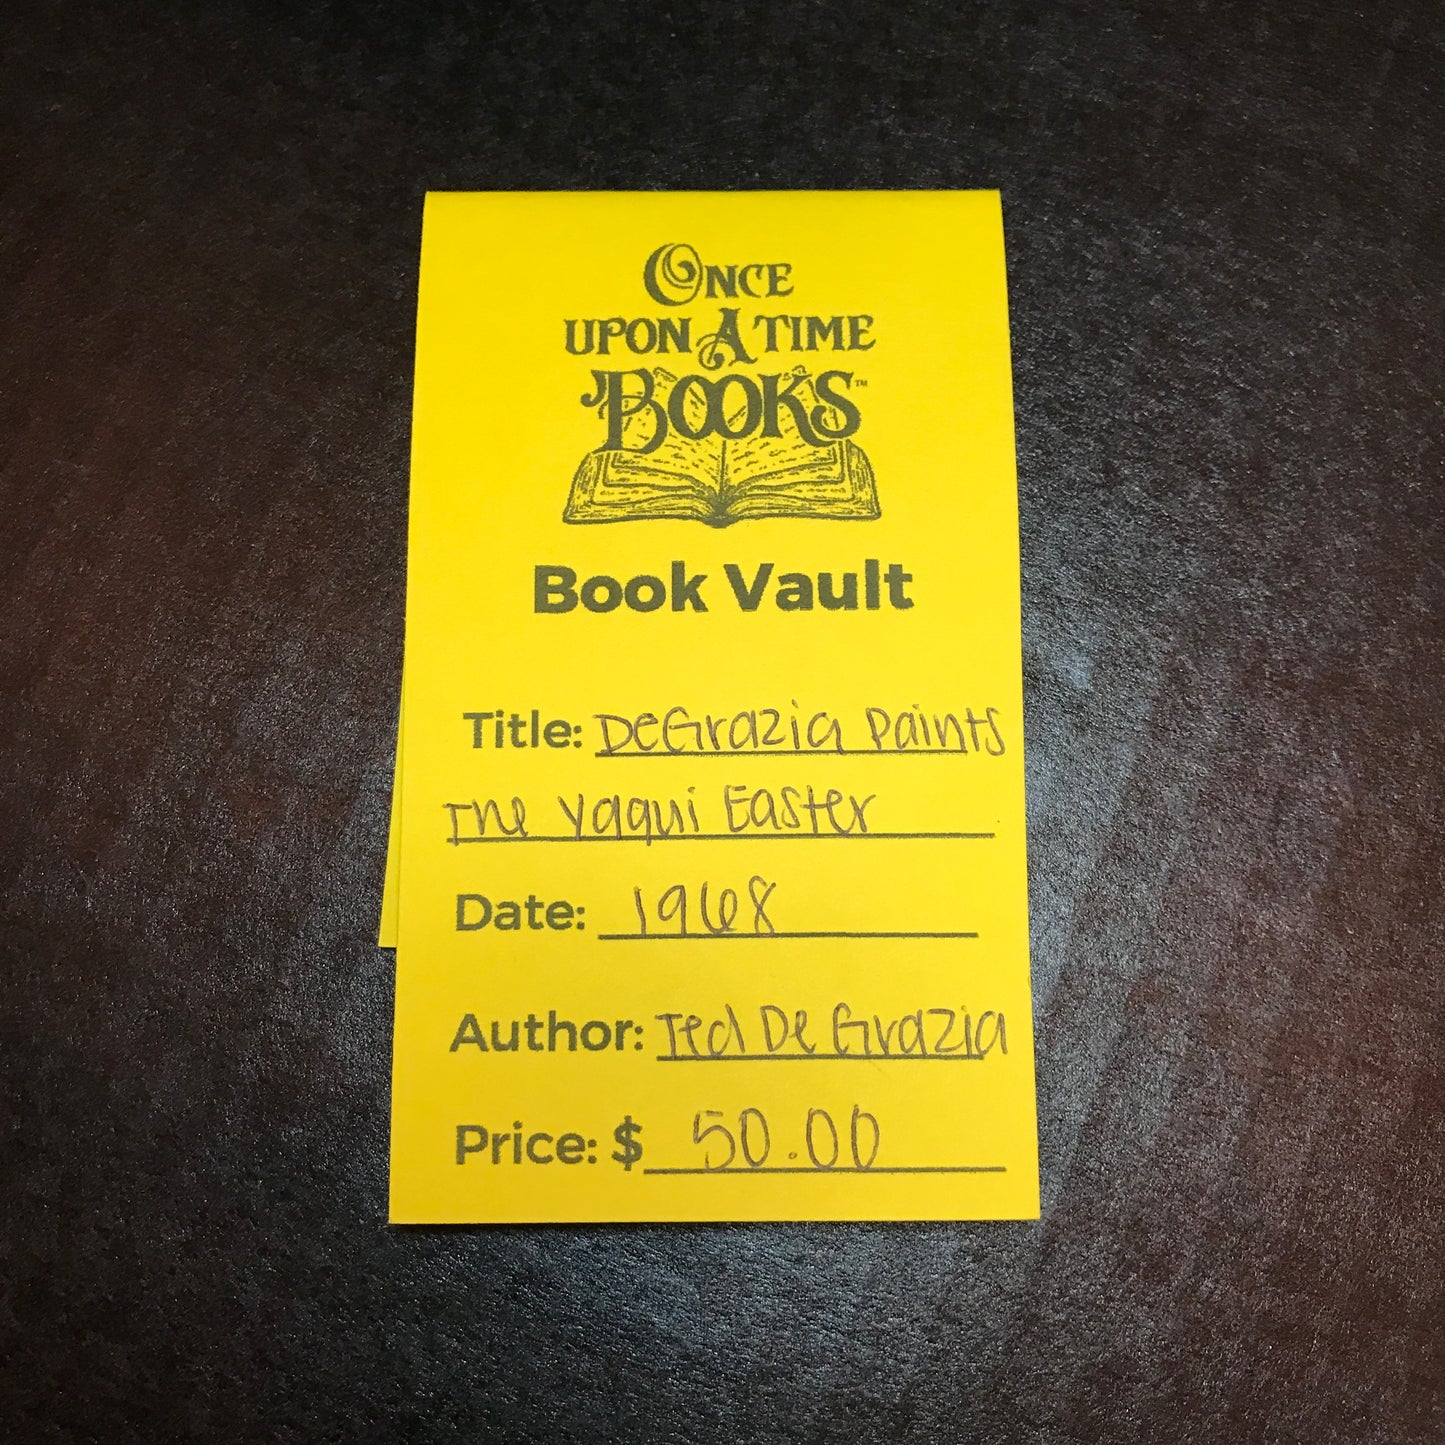 ONCE
UPON A TIME
BOOKS™
Book Vault
Title: DeGrazia Paints
The Yaqui Easter
Date: 1968
Author: Ted De Grazia
Price: $ 50.00